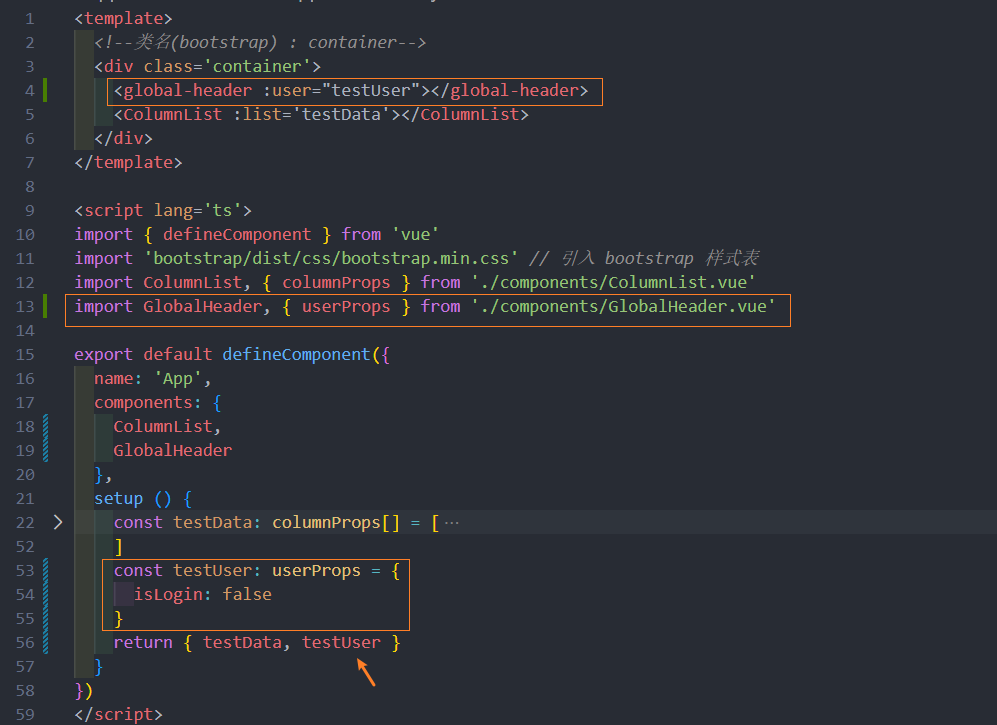 1 <template>
2 <!--类名(bootstrap) : container-->
3 <div class='container'>
4 <global-header :user="testUser"></global-header>
5 <ColumnList :list='testData'></ColumnList>
6 </div>
7 </template>
8
9 <script lang='ts'>
10 import { defineComponent } from 'vue'
11 import 'bootstrap/dist/css/bootstrap.min.css' // 引入 bootstrap 样式表
12 import ColumnList, { columnProps } from './components/ColumnList.vue'
13 import GlobalHeader, { userProps } from './components/GlobalHeader.vue'
14
15 export default defineComponent({
16 name: 'App',
17 components: {
18 ColumnList,
19 GlobalHeader
20 },
21 setup () {
22 const testData: columnProps[] = [ ···
52 ]
53 const testUser: userProps = {
54 isLogin: false
55 }
56 return { testData, testUser }
57 }
58 })
59 </script>